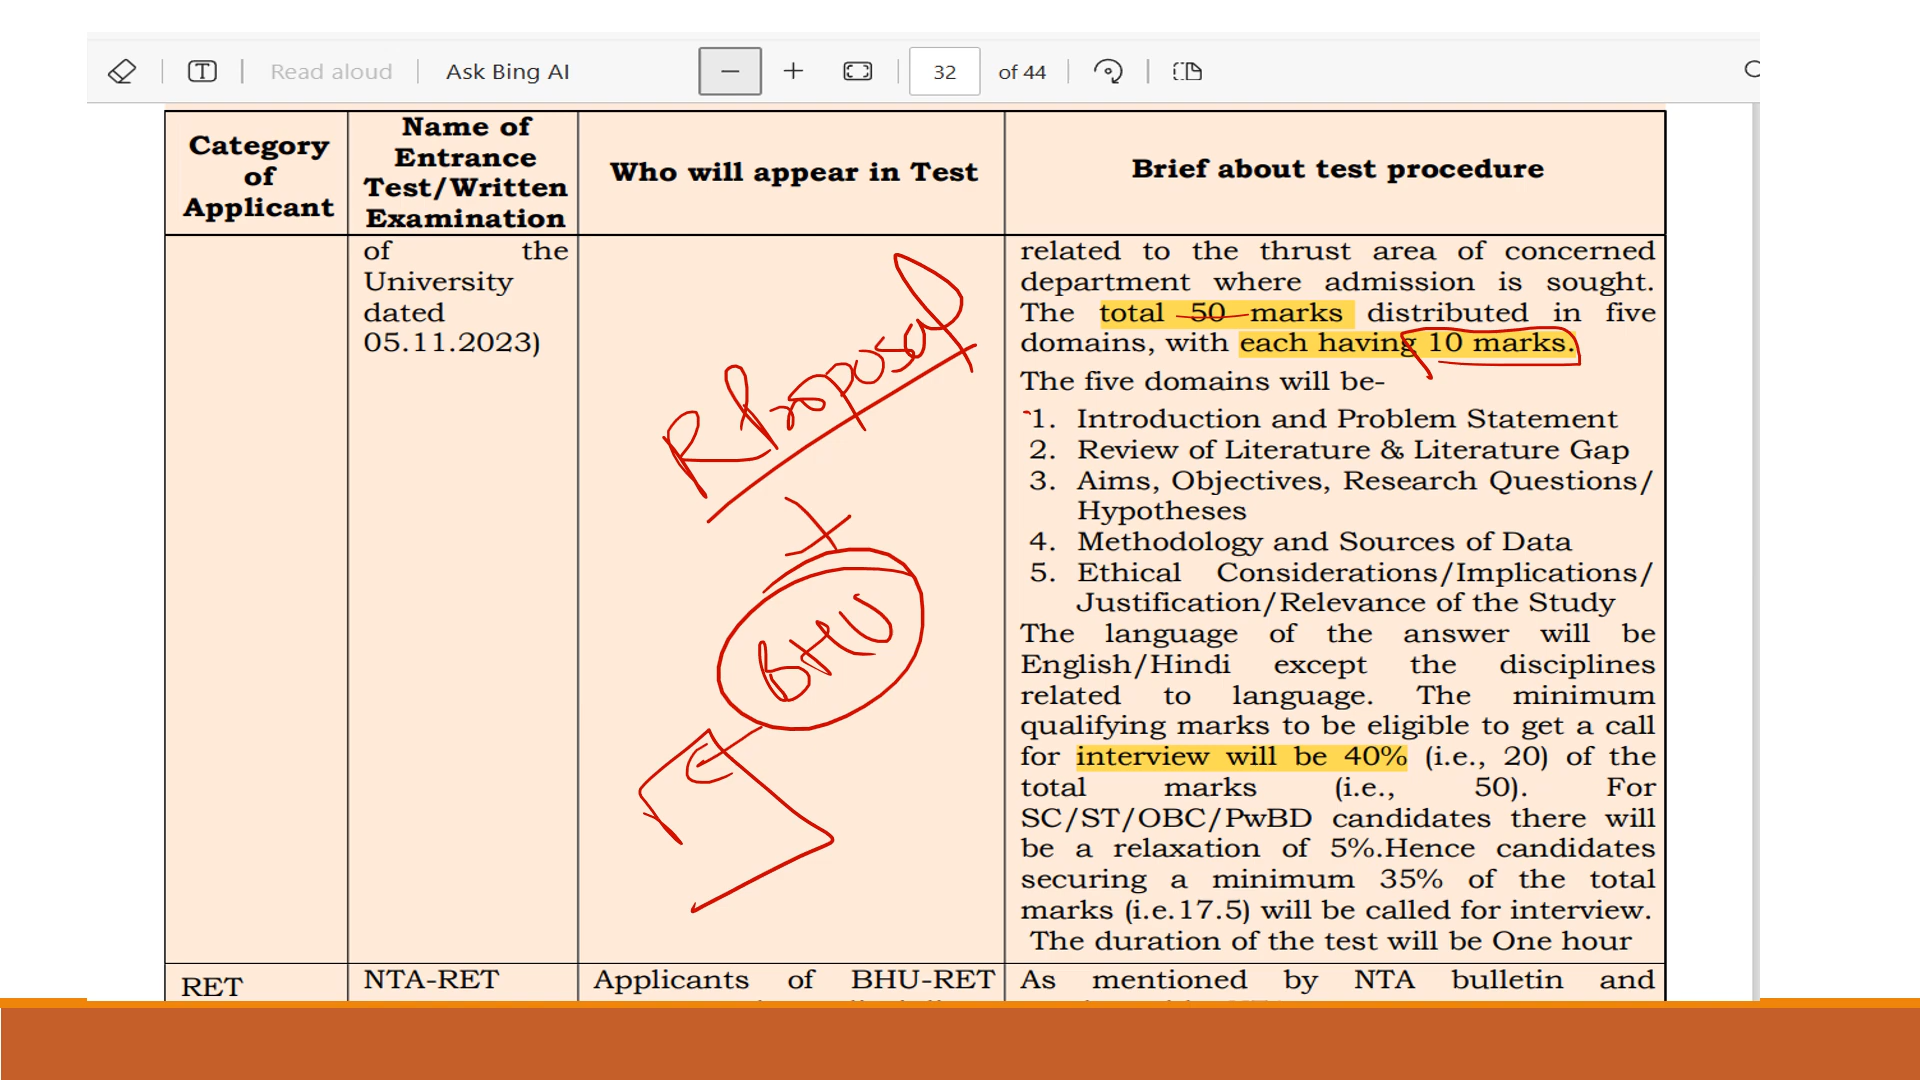 Read aloud
Ask Bing AI
32
of 44
Category
of
Applicant
Name of
Entrance
Test/Written
Examination
Who will appear in Test
Brief about test procedure
of the
University
dated
05.11.2023)
R Proposal
BHU
related to the thrust area of concerned
department where admission is sought.
The total 50 marks distributed in five
domains, with each having 10 marks.
The five domains will be-
1. Introduction and Problem Statement
2. Review of Literature & Literature Gap
3. Aims, Objectives, Research Questions/
Hypotheses
4. Methodology and Sources of Data
5. Ethical Considerations/Implications/
Justification/Relevance of the Study
The language of the answer will be
English/Hindi except the disciplines
related to language. The minimum
qualifying marks to be eligible to get a call
for interview will be 40% (i.e., 20) of the
total marks (i.e., 50). For
SC/ST/OBC/PwBD candidates there will
be a relaxation of 5%.Hence candidates
securing a minimum 35% of the total
marks (i.e.17.5) will be called for interview.
The duration of the test will be One hour
RET
NTA-RET
Applicants of BHU-RET
As mentioned by NTA bulletin and